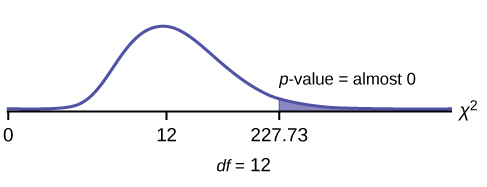 p-value = almost 0
χ²
0 12 227.73
df = 12